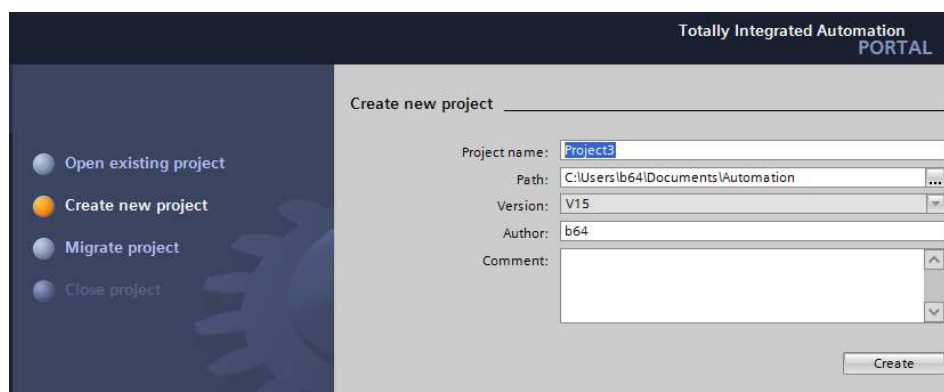 Totally Integrated Automation
PORTAL
Open existing project
Create new project
Migrate project
Close project
Create new project
Project name: Project3
Path: C:\Users\b64\Documents\Automation ...
Version: V15
Author: b64
Comment:
Create